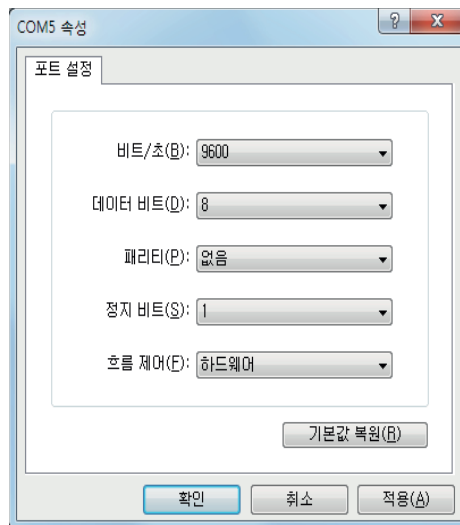 COM5 속성
포트 설정
비트/초(B): 9600
데이터 비트(D): 8
패리티(P): 없음
정지 비트(S): 1
흐름 제어(F): 하드웨어
기본값 복원(R)
확인 취소 적용(A)